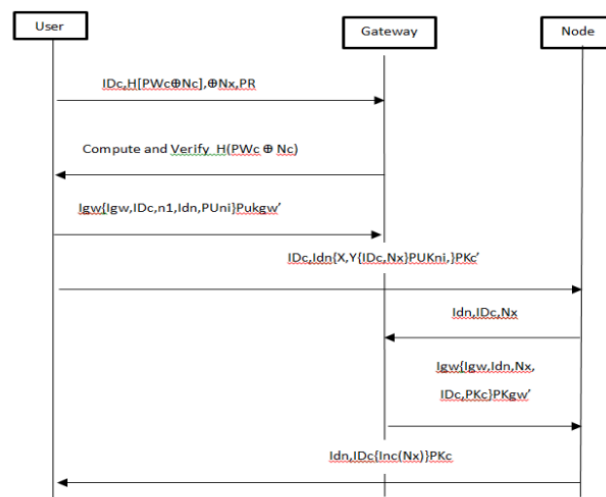 User
Gateway
Node
IDc,H[PWc⊕Nc],⊕Nx,PR
Compute and Verify H(PWc ⊕ Nc)
Igw{Igw,IDc,n1,Idn,PUni}Pukgw’
IDc,Idn{X,Y{IDc,Nx}PUKni,}PKc’
Idn,IDc,Nx
Igw{Igw,Idn,Nx,
IDc,PKc}PKgw’
Idn,IDc{Inc(Nx)}PKc